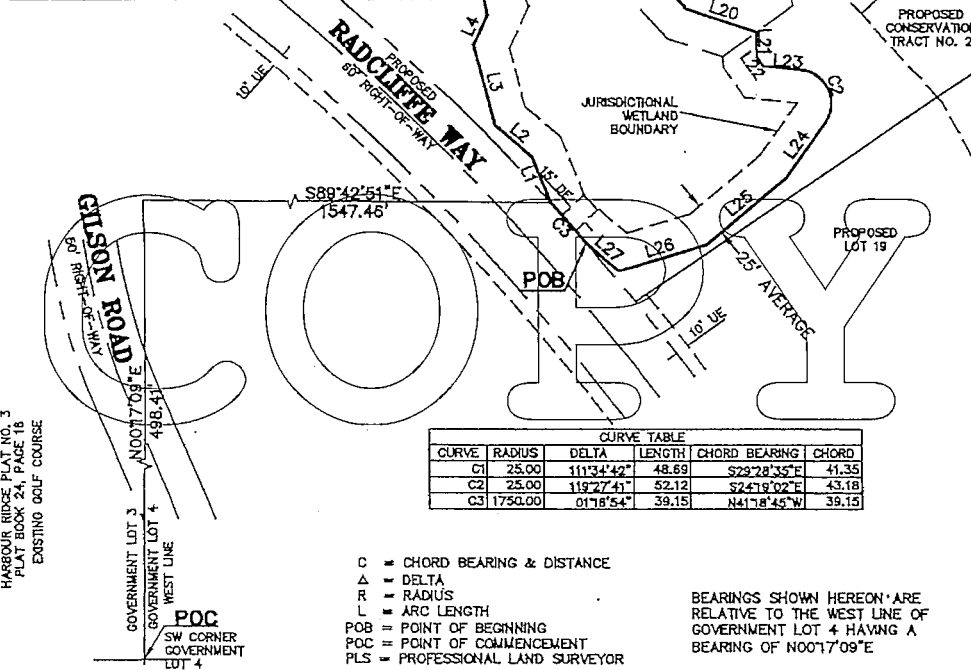 L20
PROPOSED
CONSERVATION
TRACT NO. 2
L4
RADCLIFFE WAY
PROPOSED
60' RIGHT-OF-WAY
10' UE
L21
L22
L23
C2
L3
JURISDICTIONAL
WETLAND
BOUNDARY
L2
L24
L1
15' DE
S89°42'51"E
1547.46'
GILSON ROAD
60' RIGHT-OF-WAY
C3
L25
L27
L26
PROPOSED
LOT 19
POB
25' AVERAGE
10' UE
COPY
N00°17'09"E
498.41'
HARBOUR RIDGE PLAT NO. 3
PLAT BOOK 24, PAGE 18
EXISTING GOLF COURSE
CURVE TABLE
CURVE RADIUS DELTA LENGTH CHORD BEARING CHORD
C1 25.00 111°34'42" 48.69 S29°28'35"E 41.35
C2 25.00 119°27'41" 52.12 S24°19'02"E 43.18
C3 1750.00 01°16'54" 39.15 N41°18'45"W 39.15
GOVERNMENT LOT 3
GOVERNMENT LOT 4
WEST LINE
POC
SW CORNER
GOVERNMENT
LOT 4
C = CHORD BEARING & DISTANCE
Δ = DELTA
R = RADIUS
L = ARC LENGTH
POB = POINT OF BEGINNING
POC = POINT OF COMMENCEMENT
PLS = PROFESSIONAL LAND SURVEYOR
BEARINGS SHOWN HEREON ARE
RELATIVE TO THE WEST LINE OF
GOVERNMENT LOT 4 HAVING A
BEARING OF N00°17'09"E